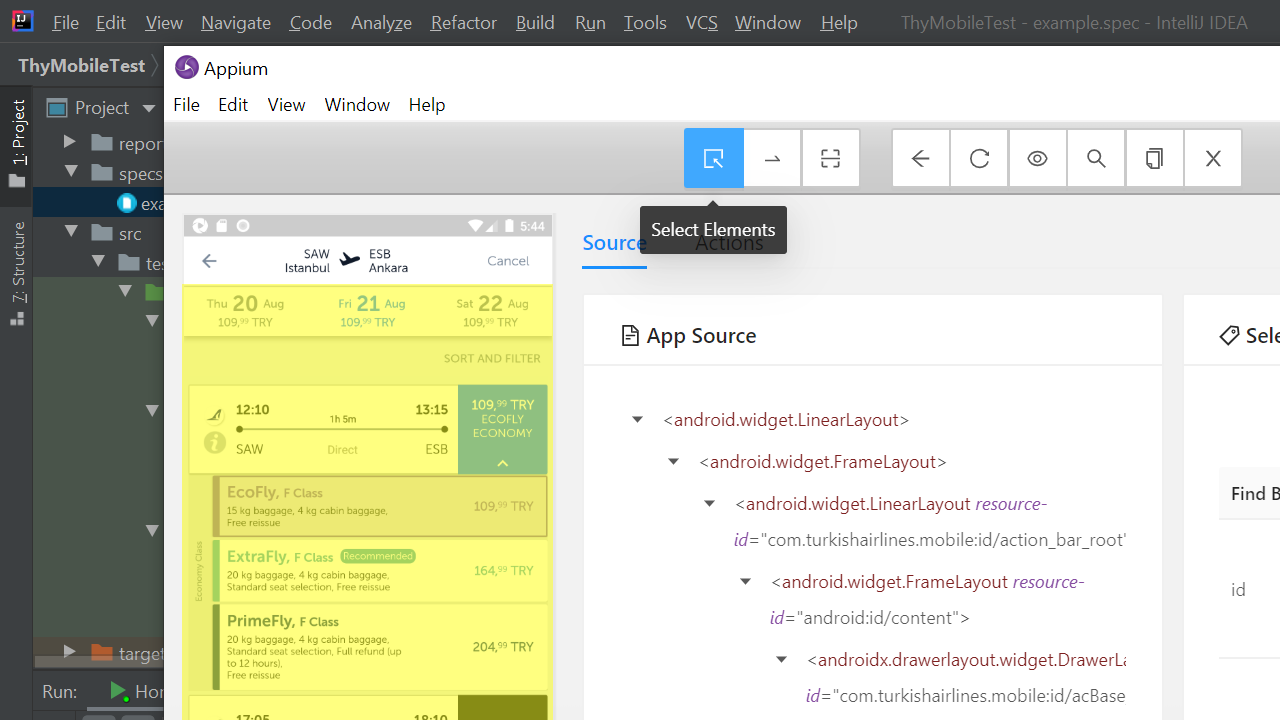 File Edit View Navigate Code Analyze Refactor Build Run Tools VCS Window Help ThyMobileTest - example.spec - IntelliJ IDEA
ThyMobileTest
Appium
File Edit View Window Help
1: Project
7: Structure
Project
repor
specs
exa
src
tes
target
Run: Hor
Select Elements
5:44
SAW ESB
Istanbul Ankara
Cancel
Thu 20 Aug Fri 21 Aug Sat 22 Aug
109,99 TRY 109,99 TRY 109,99 TRY
SORT AND FILTER
12:10 1h 5m 13:15
SAW Direct ESB
109,99 TRY
ECOFLY
ECONOMY
Economy Class
EcoFly, F Class
15 kg baggage, 4 kg cabin baggage,
Free reissue
109,99 TRY
ExtraFly, F Class Recommended
20 kg baggage, 4 kg cabin baggage,
Standard seat selection, Free reissue
164,99 TRY
PrimeFly, F Class
20 kg baggage, 4 kg cabin baggage,
Standard seat selection, Full refund (up
to 12 hours),
Free reissue
204,99 TRY
17:05 18:10
Source Actions
App Source
<android.widget.LinearLayout>
<android.widget.FrameLayout>
<android.widget.LinearLayout resource-
id="com.turkishairlines.mobile:id/action_bar_root"
<android.widget.FrameLayout resource-
id="android:id/content">
<androidx.drawerlayout.widget.DrawerLa
id="com.turkishairlines.mobile:id/acBase
Sele
Find B
id